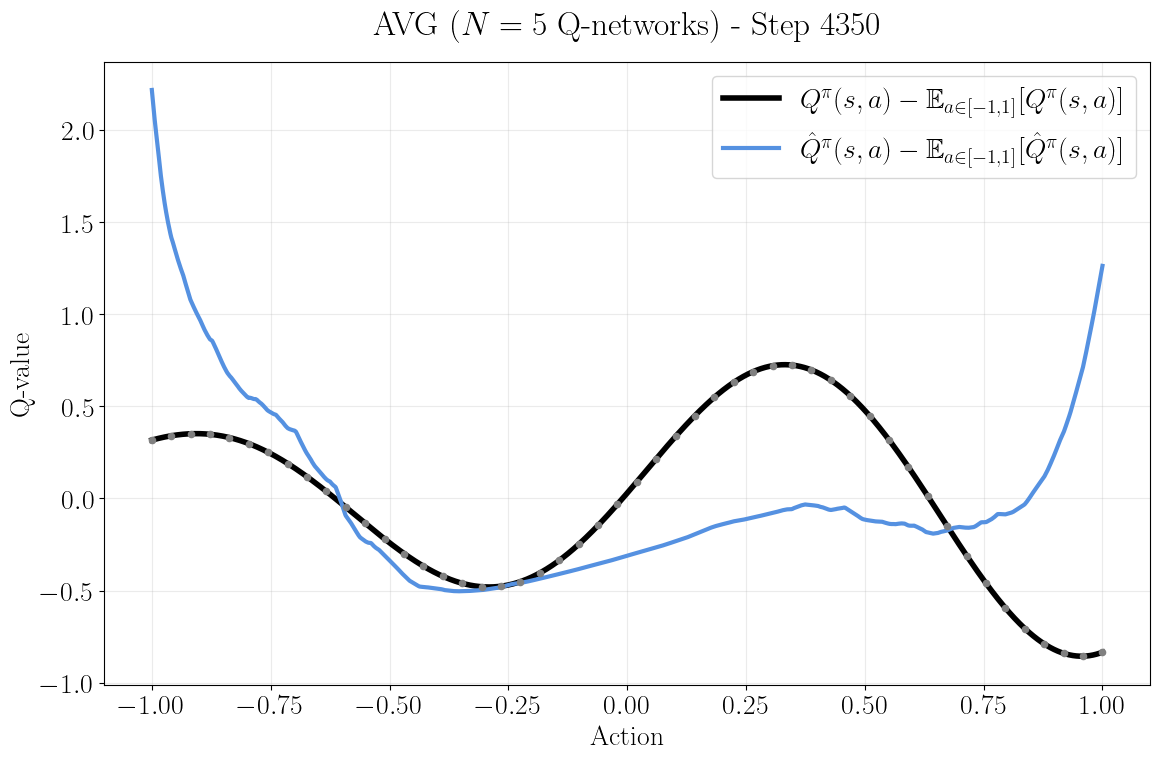 AVG (N = 5 Q-networks) - Step 4350
Q^π(s, a) − 𝔼_{a∈[−1,1]}[Q^π(s, a)]
Q̂^π(s, a) − 𝔼_{a∈[−1,1]}[Q̂^π(s, a)]
Q-value
2.0
1.5
1.0
0.5
0.0
−0.5
−1.0
−1.00 −0.75 −0.50 −0.25 0.00 0.25 0.50 0.75 1.00
Action